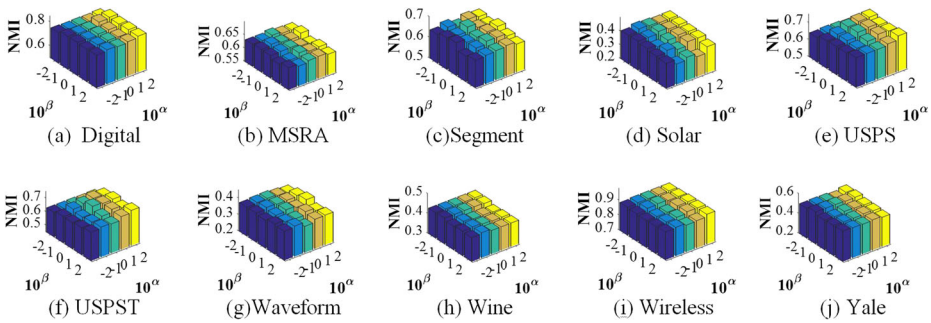 NMI 0.8 0.6 -2 -1 0 1 2 -2 -1 0 1 2 10^β 10^α
(a) Digital
NMI 0.65 0.6 0.55 -2 -1 0 1 2 -2 -1 0 1 2 10^β 10^α
(b) MSRA
NMI 0.7 0.6 0.5 -2 -1 0 1 2 -2 -1 0 1 2 10^β 10^α
(c)Segment
NMI 0.4 0.3 0.2 -2 -1 0 1 2 -2 -1 0 1 2 10^β 10^α
(d) Solar
NMI 0.7 0.6 0.5 -2 -1 0 1 2 -2 -1 0 1 2 10^β 10^α
(e) USPS
NMI 0.7 0.6 0.5 -2 -1 0 1 2 -2 -1 0 1 2 10^β 10^α
(f) USPST
NMI 0.4 0.3 0.2 -2 -1 0 1 2 -2 -1 0 1 2 10^β 10^α
(g)Waveform
NMI 0.5 0.4 0.3 -2 -1 0 1 2 -2 -1 0 1 2 10^β 10^α
(h) Wine
NMI 0.9 0.8 0.7 -2 -1 0 1 2 -2 -1 0 1 2 10^β 10^α
(i) Wireless
NMI 0.6 0.4 0.2 -2 -1 0 1 2 -2 -1 0 1 2 10^β 10^α
(j) Yale